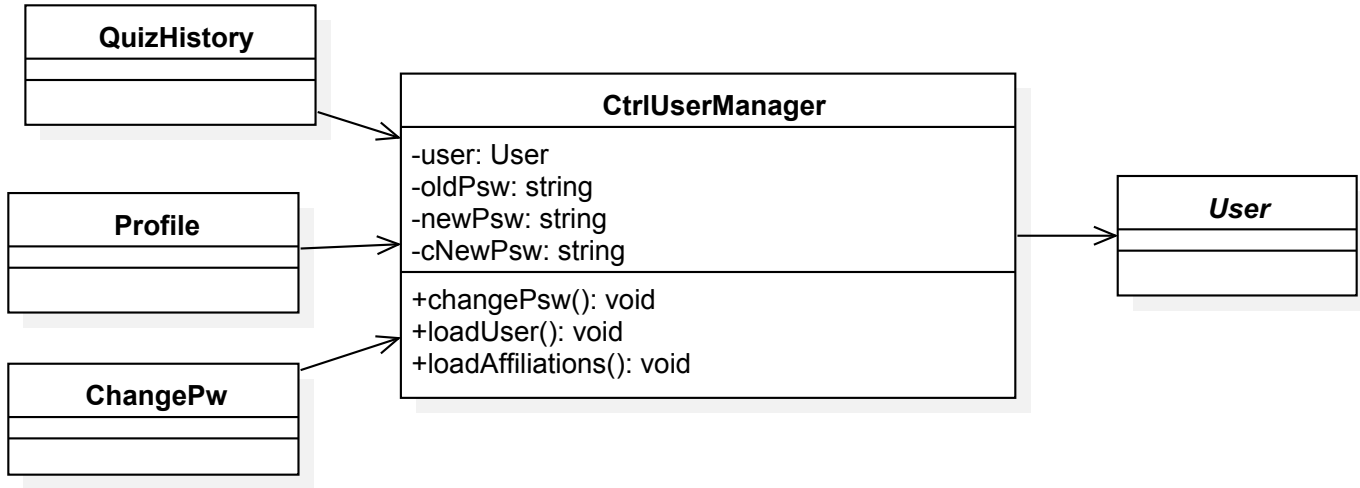 QuizHistory
Profile
ChangePw
CtrlUserManager
-user: User
-oldPsw: string
-newPsw: string
-cNewPsw: string
+changePsw(): void
+loadUser(): void
+loadAffiliations(): void
User